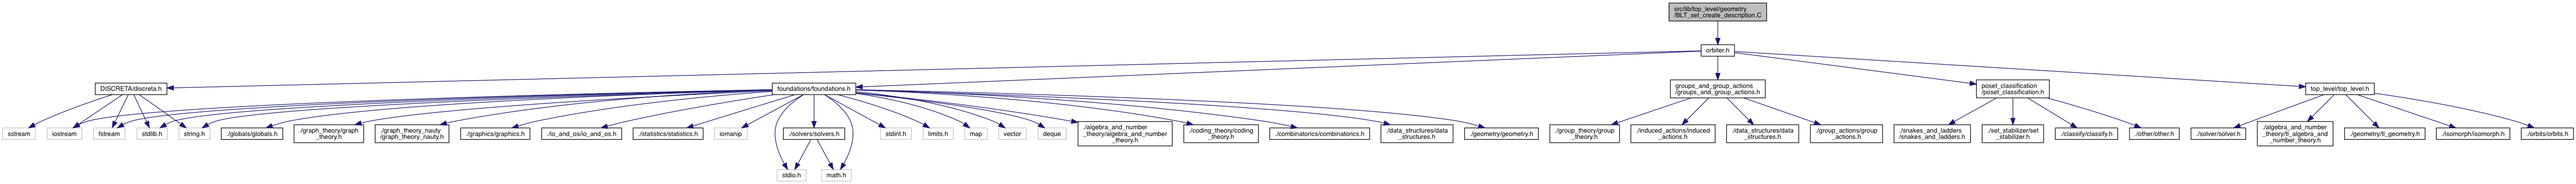 src/lib/top_level/geometry
/BLT_set_create_description.C
orbiter.h
DISCRETA/discreta.h
foundations/foundations.h
groups_and_group_actions
/groups_and_group_actions.h
poset_classification
/poset_classification.h
top_level/top_level.h
sstream
iostream
fstream
stdlib.h
string.h
./globals/globals.h
./graph_theory/graph
_theory.h
./graph_theory_nauty
/graph_theory_nauty.h
./graphics/graphics.h
./io_and_os/io_and_os.h
./statistics/statistics.h
iomanip
./solvers/solvers.h
stdint.h
limits.h
map
vector
deque
./algebra_and_number
_theory/algebra_and_number
_theory.h
./coding_theory/coding
_theory.h
./combinatorics/combinatorics.h
./data_structures/data
_structures.h
./geometry/geometry.h
./group_theory/group
_theory.h
./induced_actions/induced
_actions.h
./data_structures/data
_structures.h
./group_actions/group
_actions.h
./snakes_and_ladders
/snakes_and_ladders.h
./set_stabilizer/set
_stabilizer.h
./classify/classify.h
./other/other.h
./solver/solver.h
./algebra_and_number
_theory/tl_algebra_and
_number_theory.h
./geometry/tl_geometry.h
./isomorph/isomorph.h
./orbits/orbits.h
stdio.h
math.h